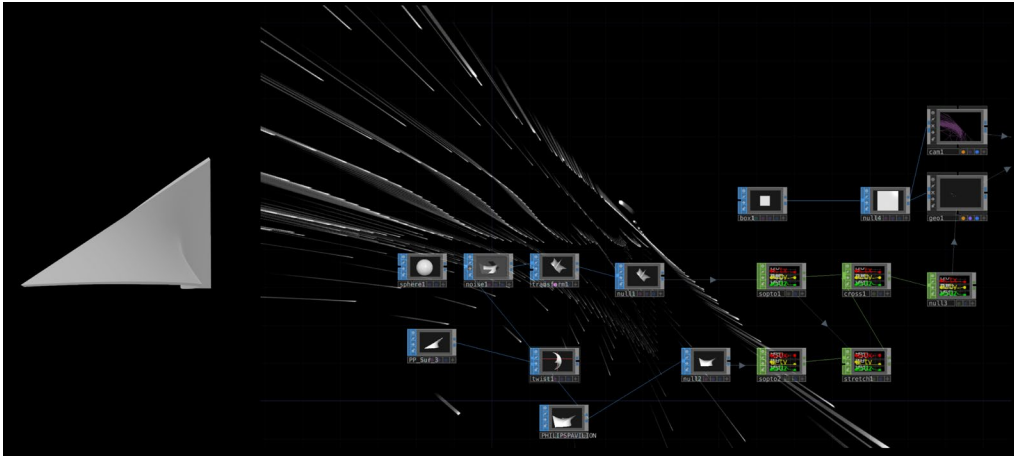 cam1
box1
null4
geo1
sphere1
noise1
transform1
null1
sopto1
cross1
null3
PP_Sur_3
twist1
null2
sopto2
stretch1
PHILIPSPAVILION